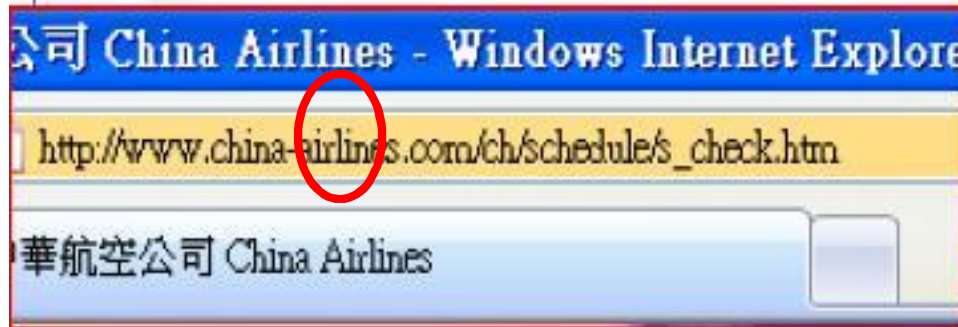 公司 China Airlines - Windows Internet Explore
http://www.china-airlines.com/ch/schedule/s_check.htm
中華航空公司 China Airlines